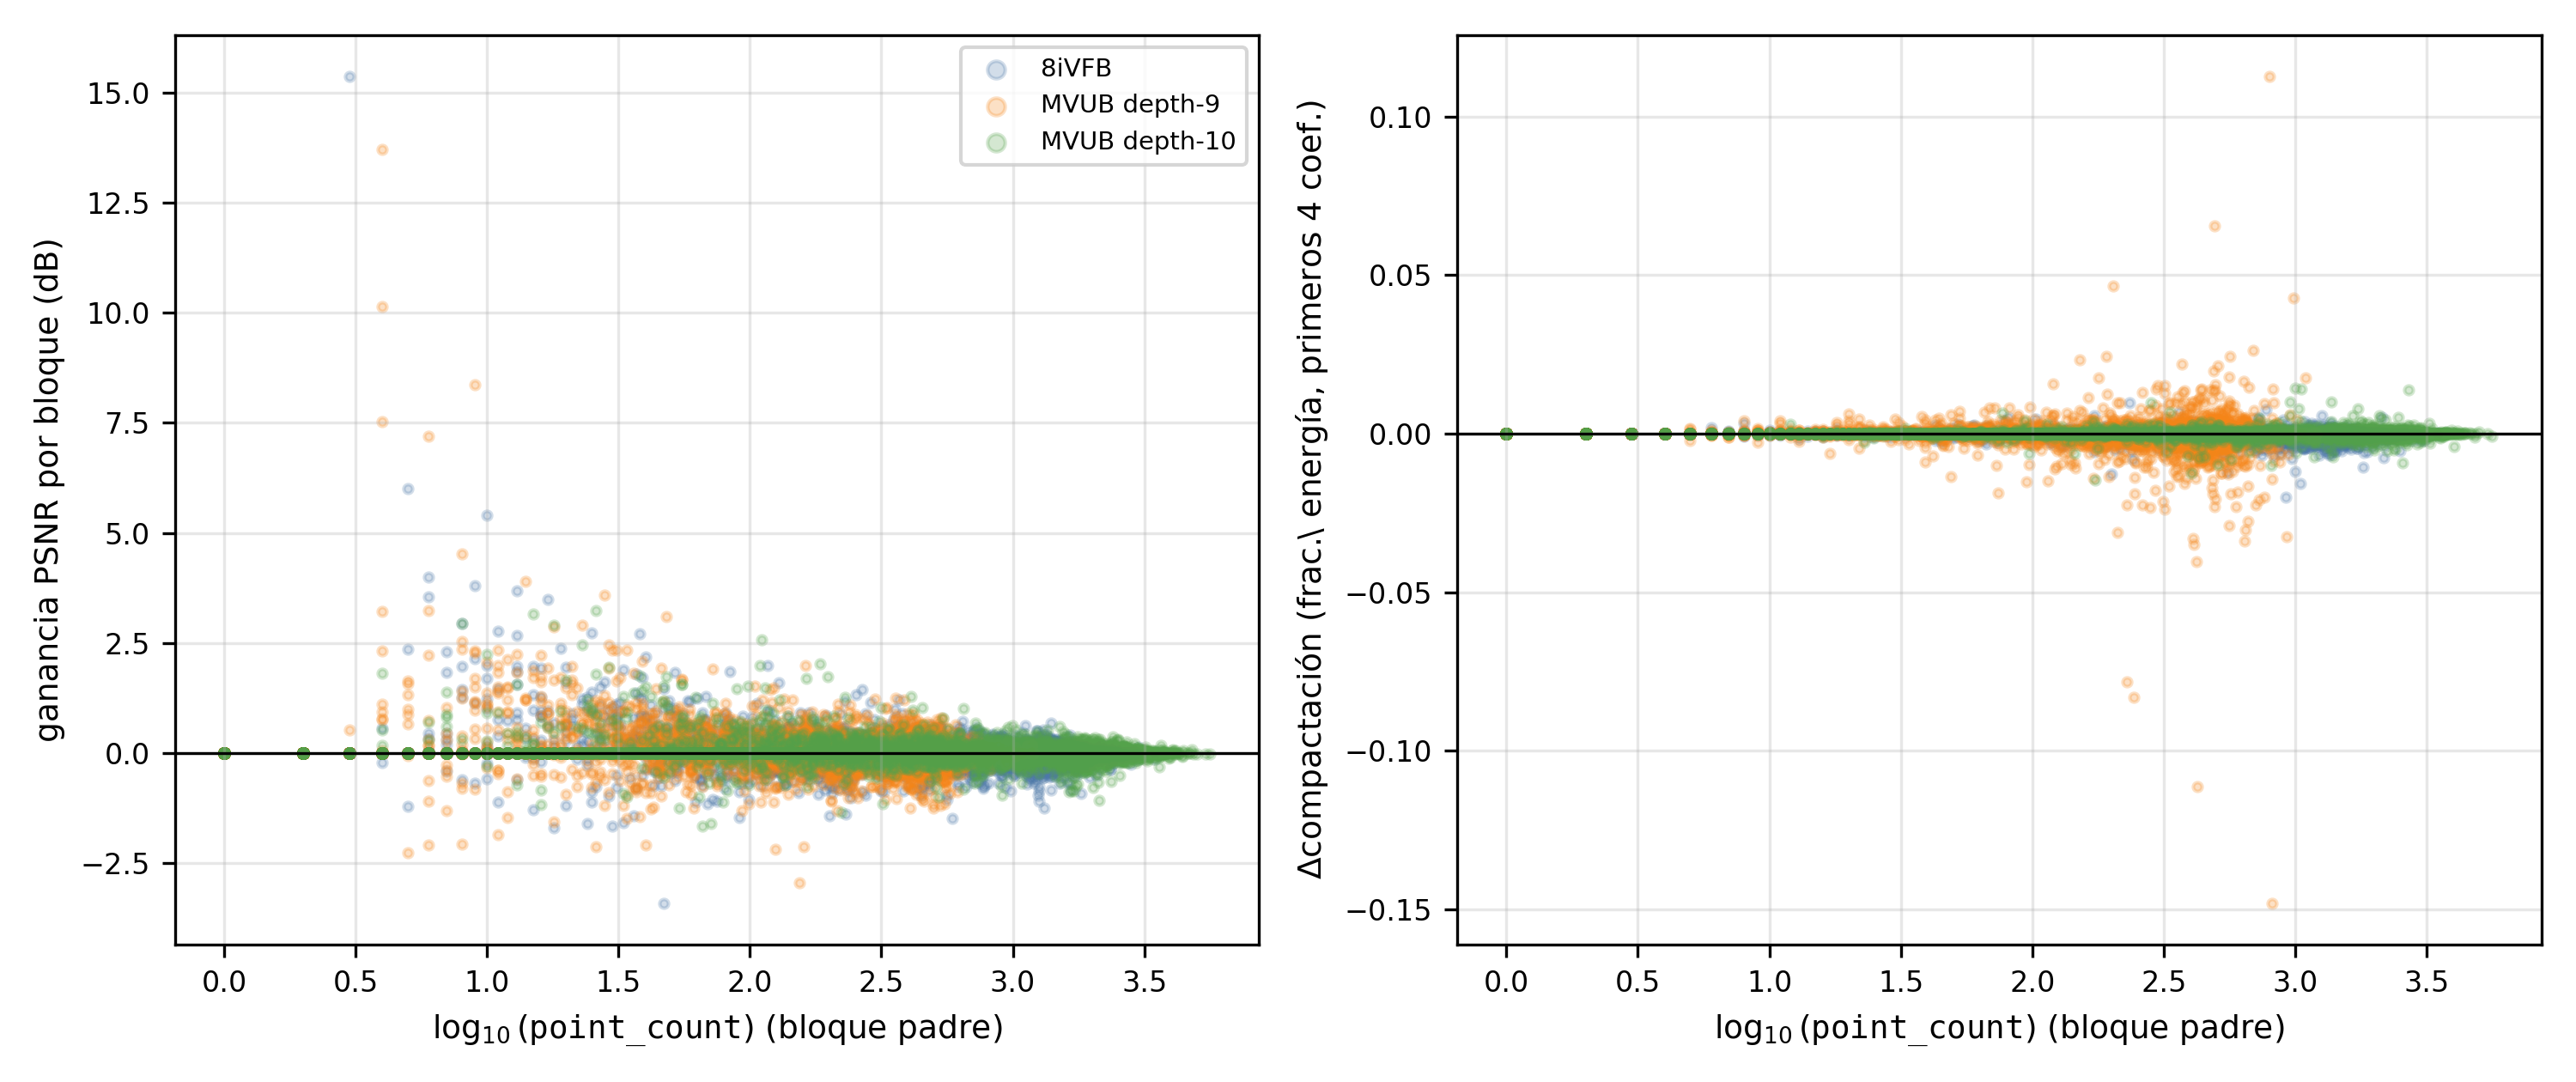 ganancia PSNR por bloque (dB)
15.0
12.5
10.0
7.5
5.0
2.5
0.0
−2.5
8iVFB
MVUB depth-9
MVUB depth-10
0.0 0.5 1.0 1.5 2.0 2.5 3.0 3.5
log₁₀(point_count) (bloque padre)
Δcompactación (frac.\ energía, primeros 4 coef.)
0.10
0.05
0.00
−0.05
−0.10
−0.15
0.0 0.5 1.0 1.5 2.0 2.5 3.0 3.5
log₁₀(point_count) (bloque padre)